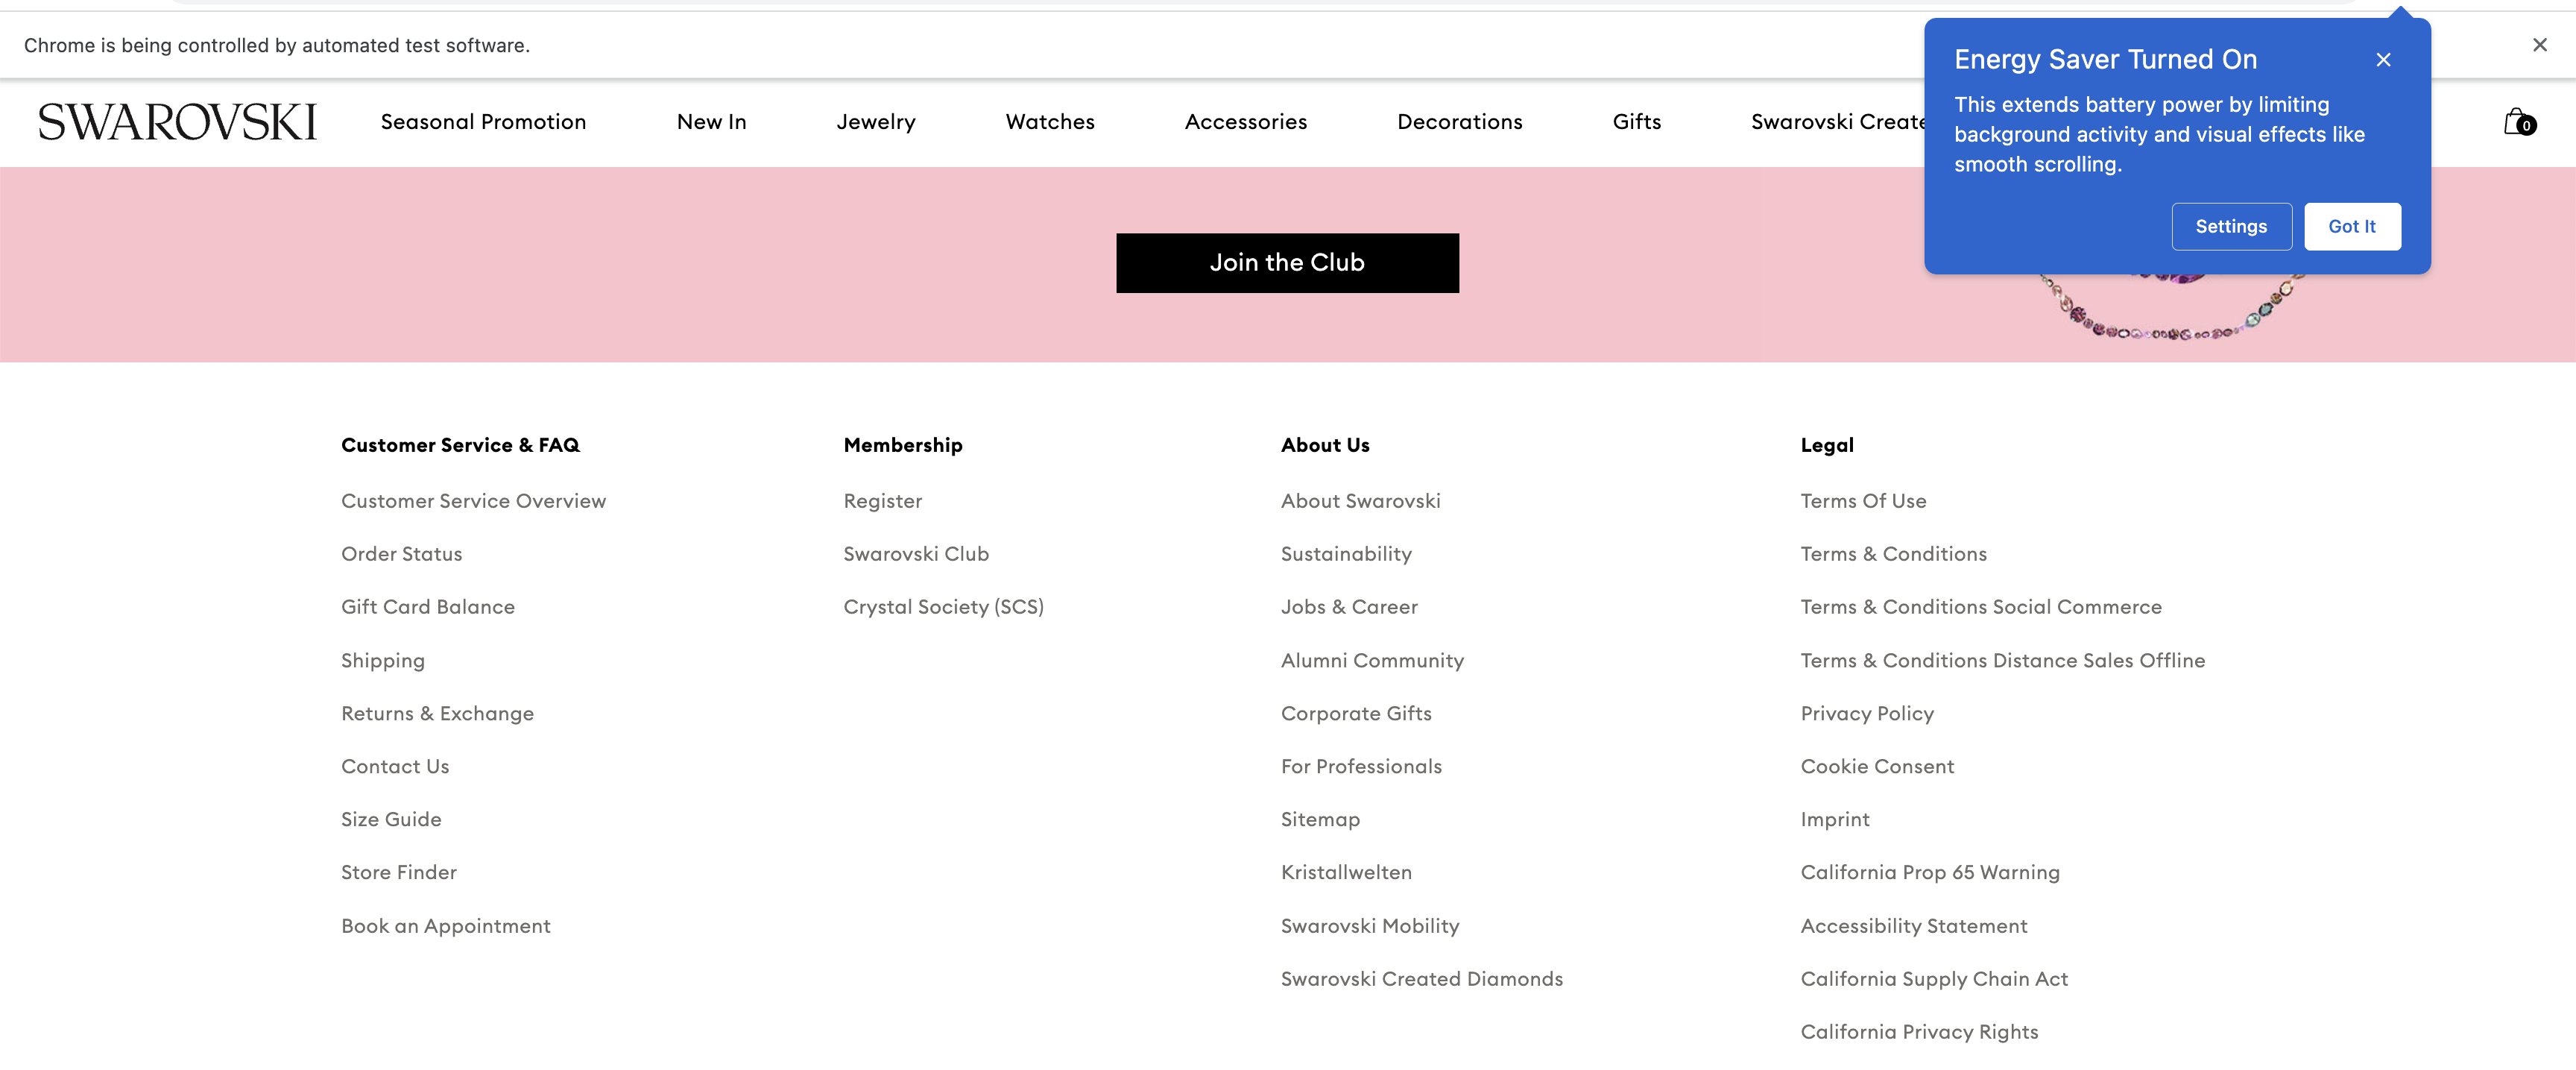 Chrome is being controlled by automated test software.
Energy Saver Turned On
This extends battery power by limiting
background activity and visual effects like
smooth scrolling.
Settings
Got It
SWAROVSKI
Seasonal Promotion
New In
Jewelry
Watches
Accessories
Decorations
Gifts
Swarovski Create
0
Join the Club
Customer Service & FAQ
Customer Service Overview
Order Status
Gift Card Balance
Shipping
Returns & Exchange
Contact Us
Size Guide
Store Finder
Book an Appointment
Membership
Register
Swarovski Club
Crystal Society (SCS)
About Us
About Swarovski
Sustainability
Jobs & Career
Alumni Community
Corporate Gifts
For Professionals
Sitemap
Kristallwelten
Swarovski Mobility
Swarovski Created Diamonds
Legal
Terms Of Use
Terms & Conditions
Terms & Conditions Social Commerce
Terms & Conditions Distance Sales Offline
Privacy Policy
Cookie Consent
Imprint
California Prop 65 Warning
Accessibility Statement
California Supply Chain Act
California Privacy Rights